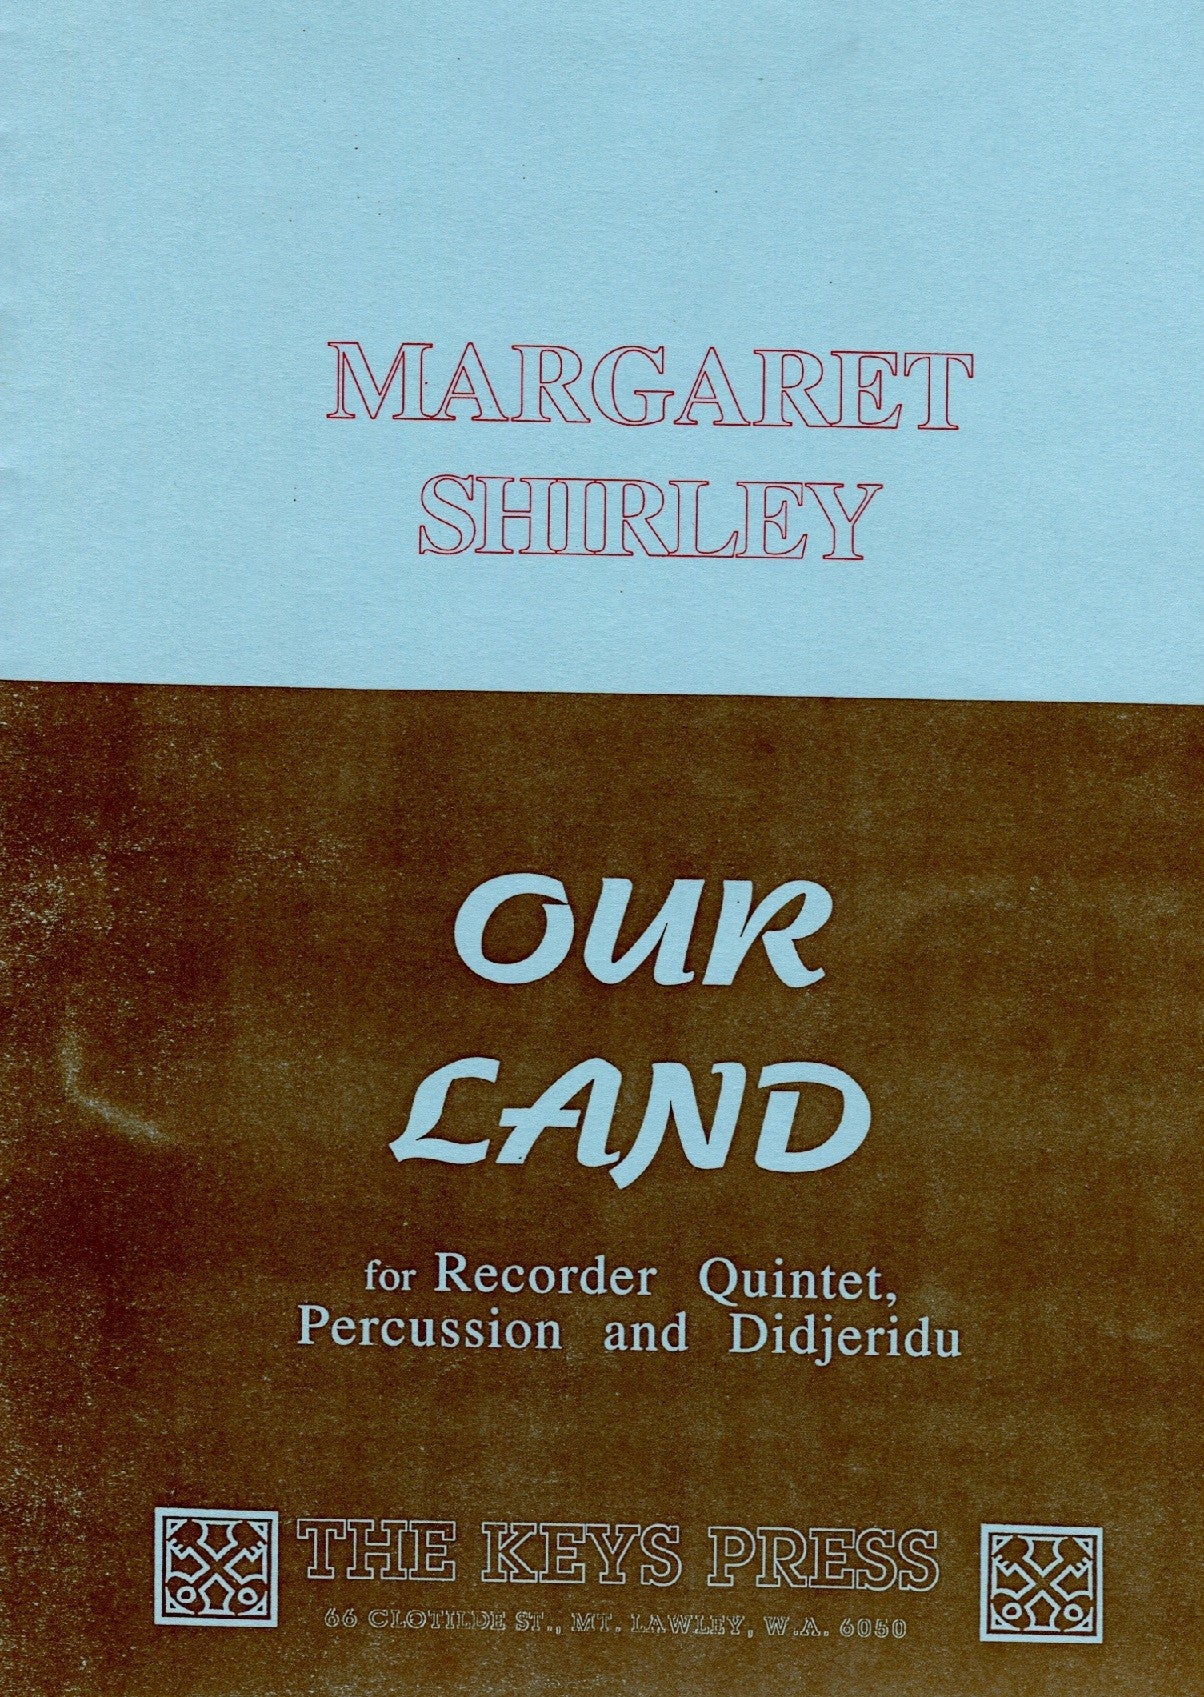 MARGARET
SHIRLEY
OUR
LAND
for Recorder Quintet,
Percussion and Didjeridu
THE KEYS PRESS
66 CLOTILDE ST., MT. LAWLEY, W.A. 6050